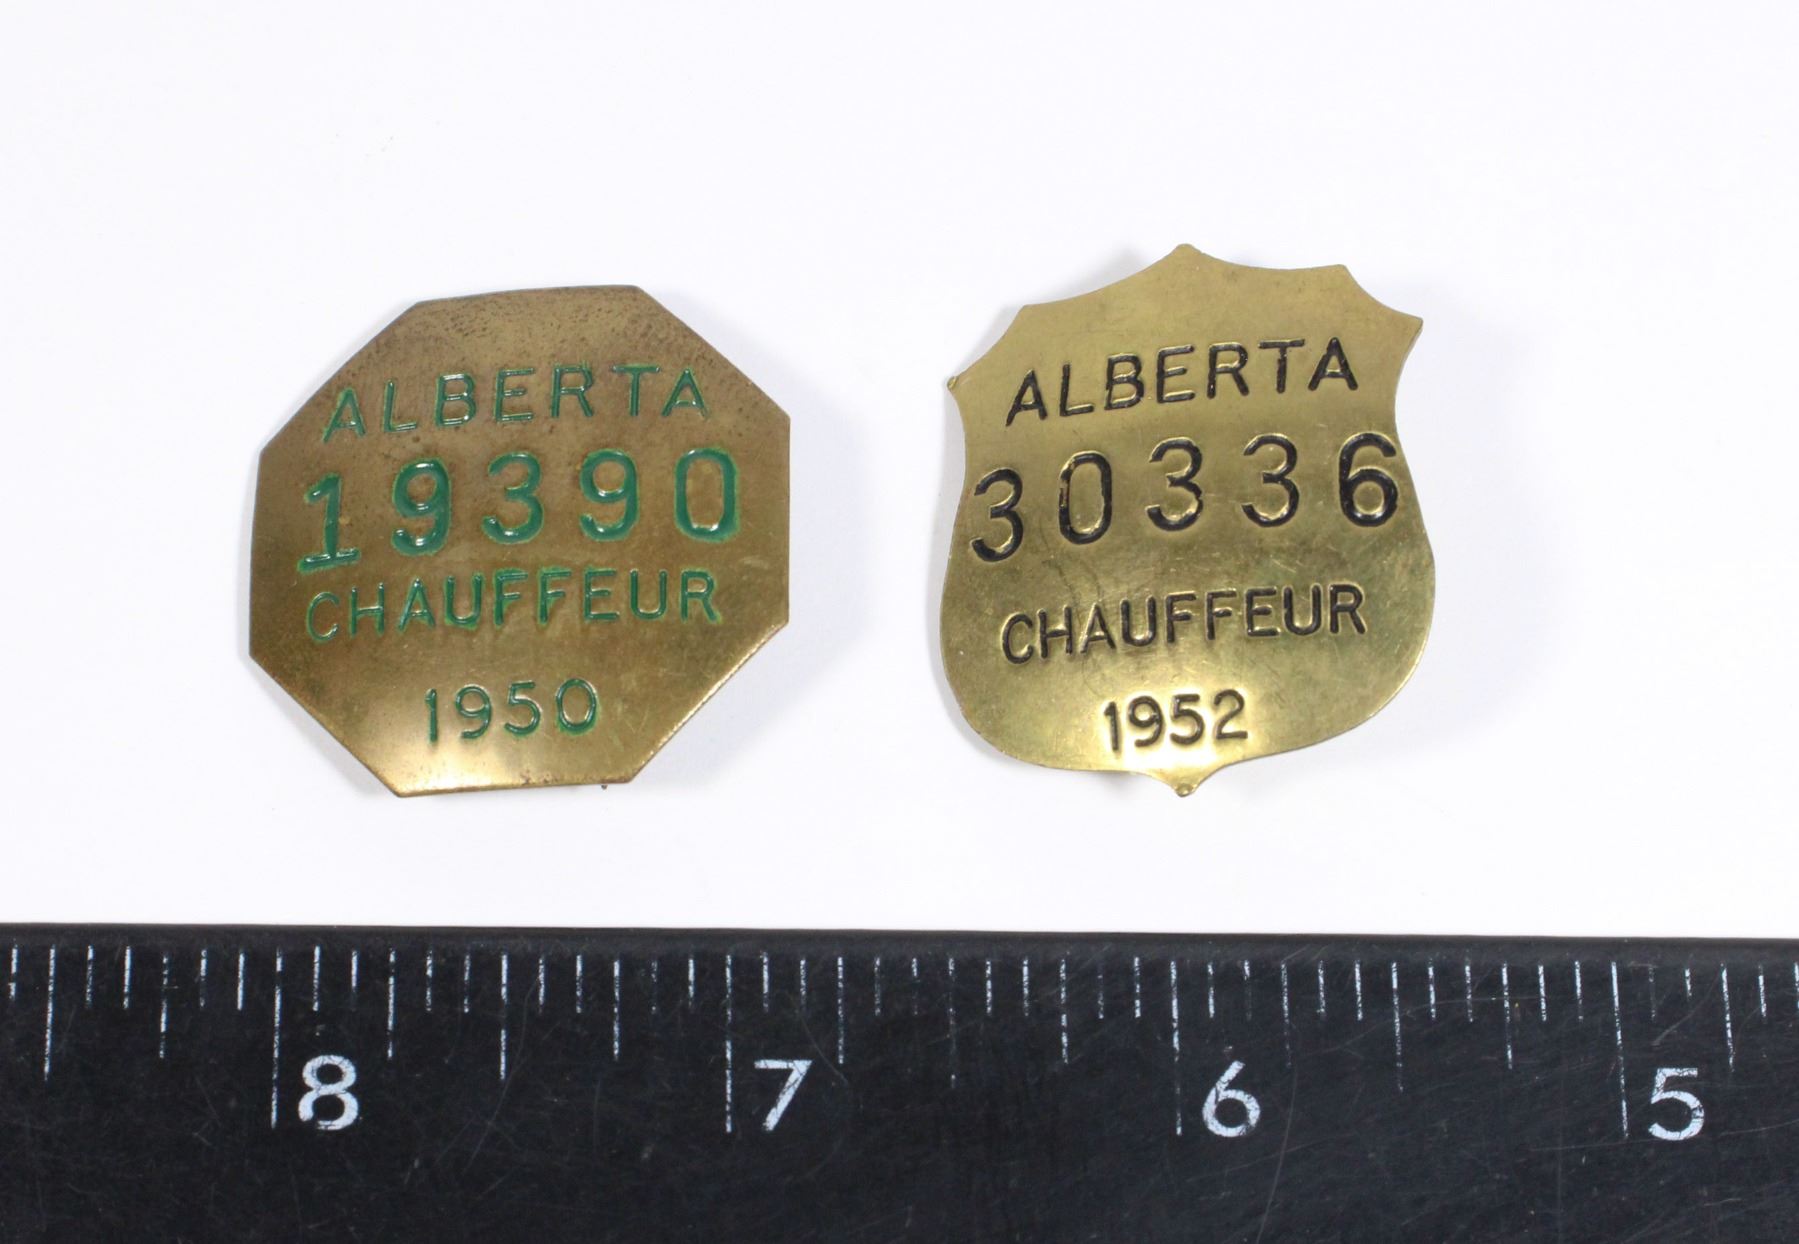 ALBERTA
19390
CHAUFFEUR
1950
ALBERTA
30336
CHAUFFEUR
1952
8 7 6 5